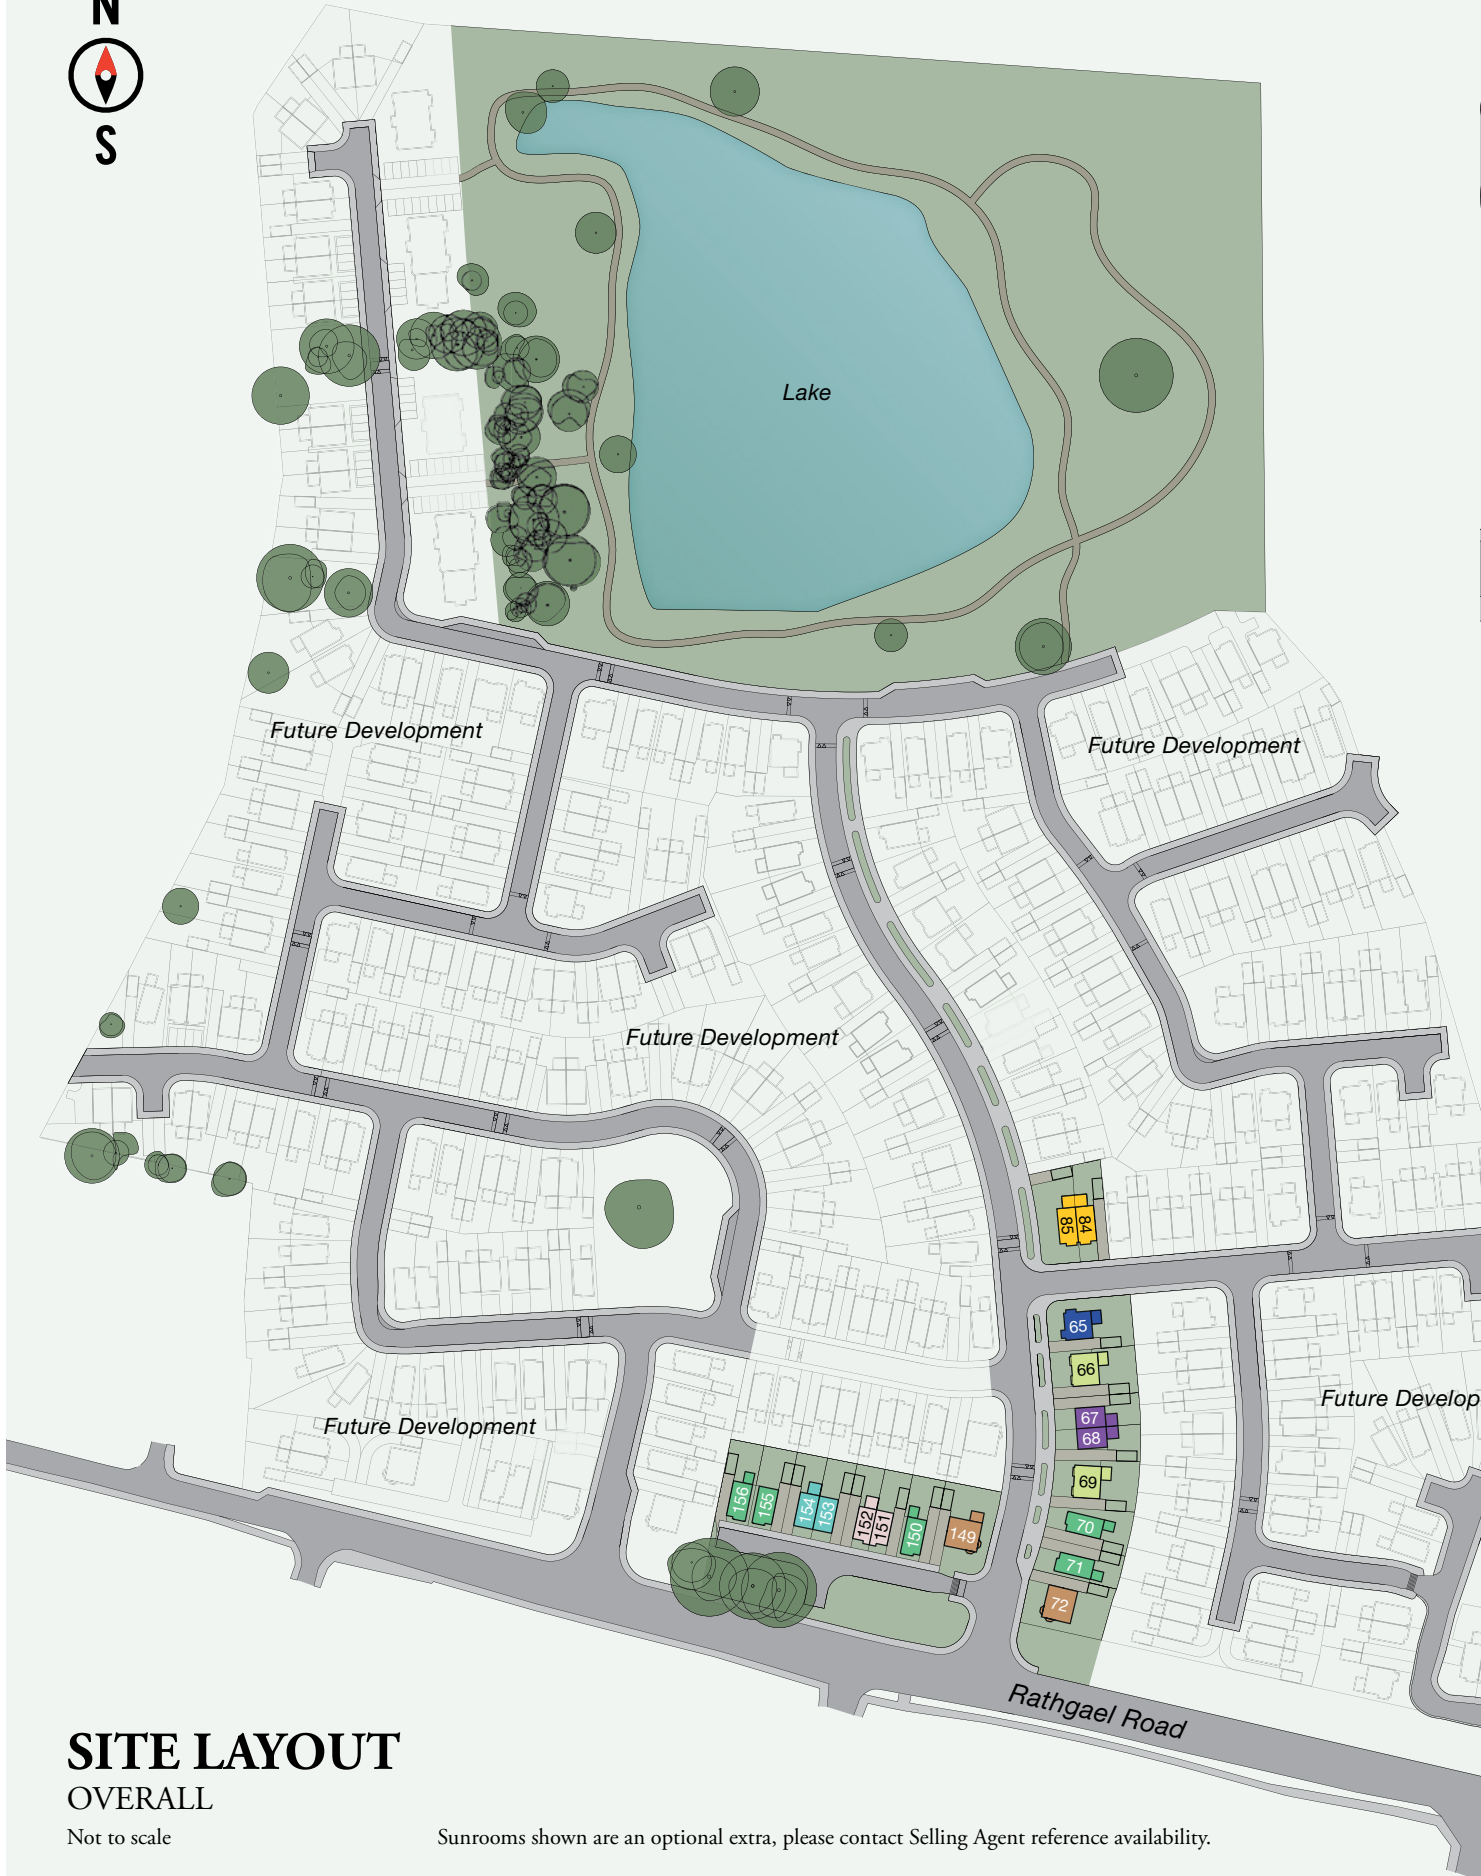 N
S
Lake
Future Development
Future Development
Future Development
85
84
65
66
67
68
69
70
71
72
Future Develop
Future Development
156
155
154
153
152
151
150
149
Rathgael Road
SITE LAYOUT
OVERALL
Not to scale
Sunrooms shown are an optional extra, please contact Selling Agent reference availability.